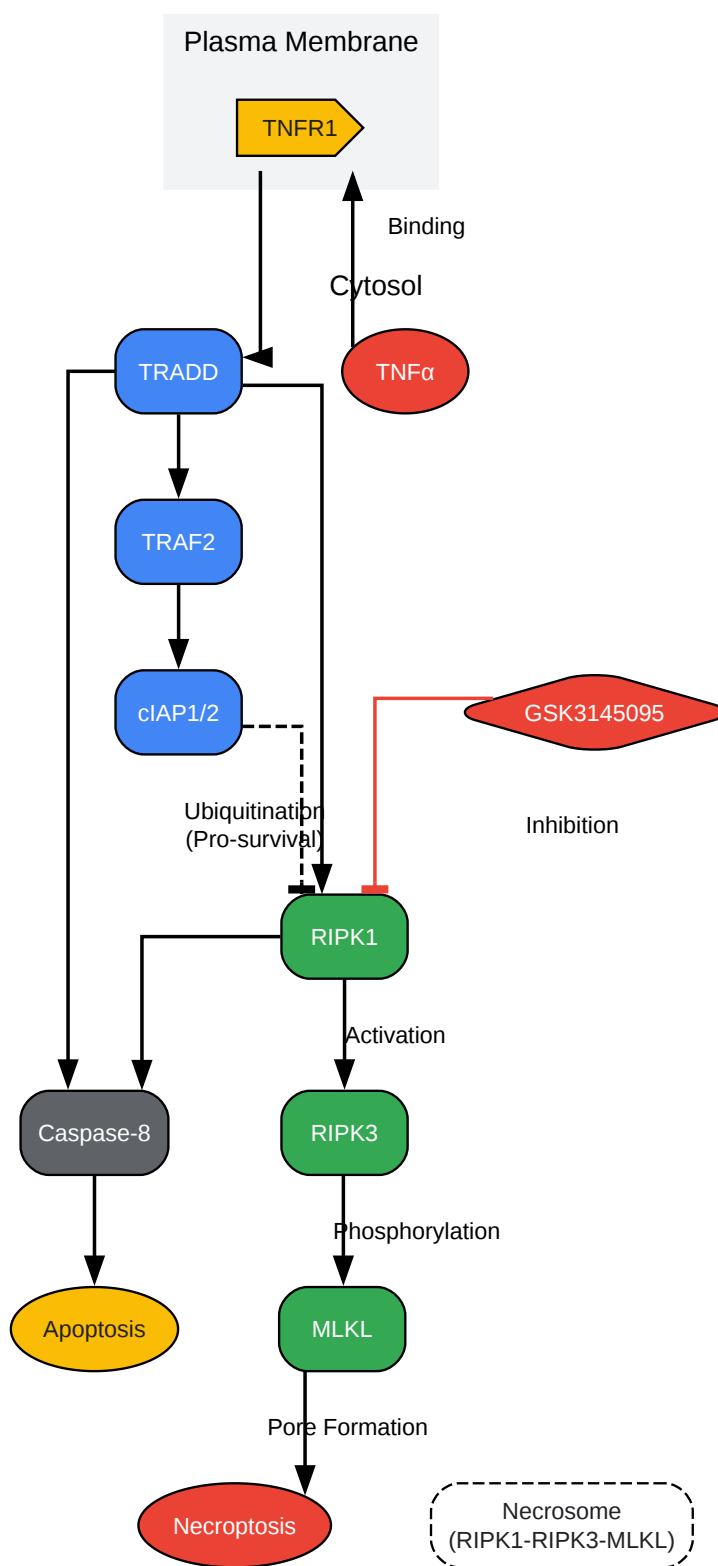 Plasma Membrane
TNFR1
Binding
Cytosol
TRADD
TNFα
TRAF2
cIAP1/2
GSK3145095
Ubiquitination
(Pro-survival)
Inhibition
RIPK1
Activation
Caspase-8
RIPK3
Phosphorylation
Apoptosis
MLKL
Pore Formation
Necroptosis
Necrosome
(RIPK1-RIPK3-MLKL)